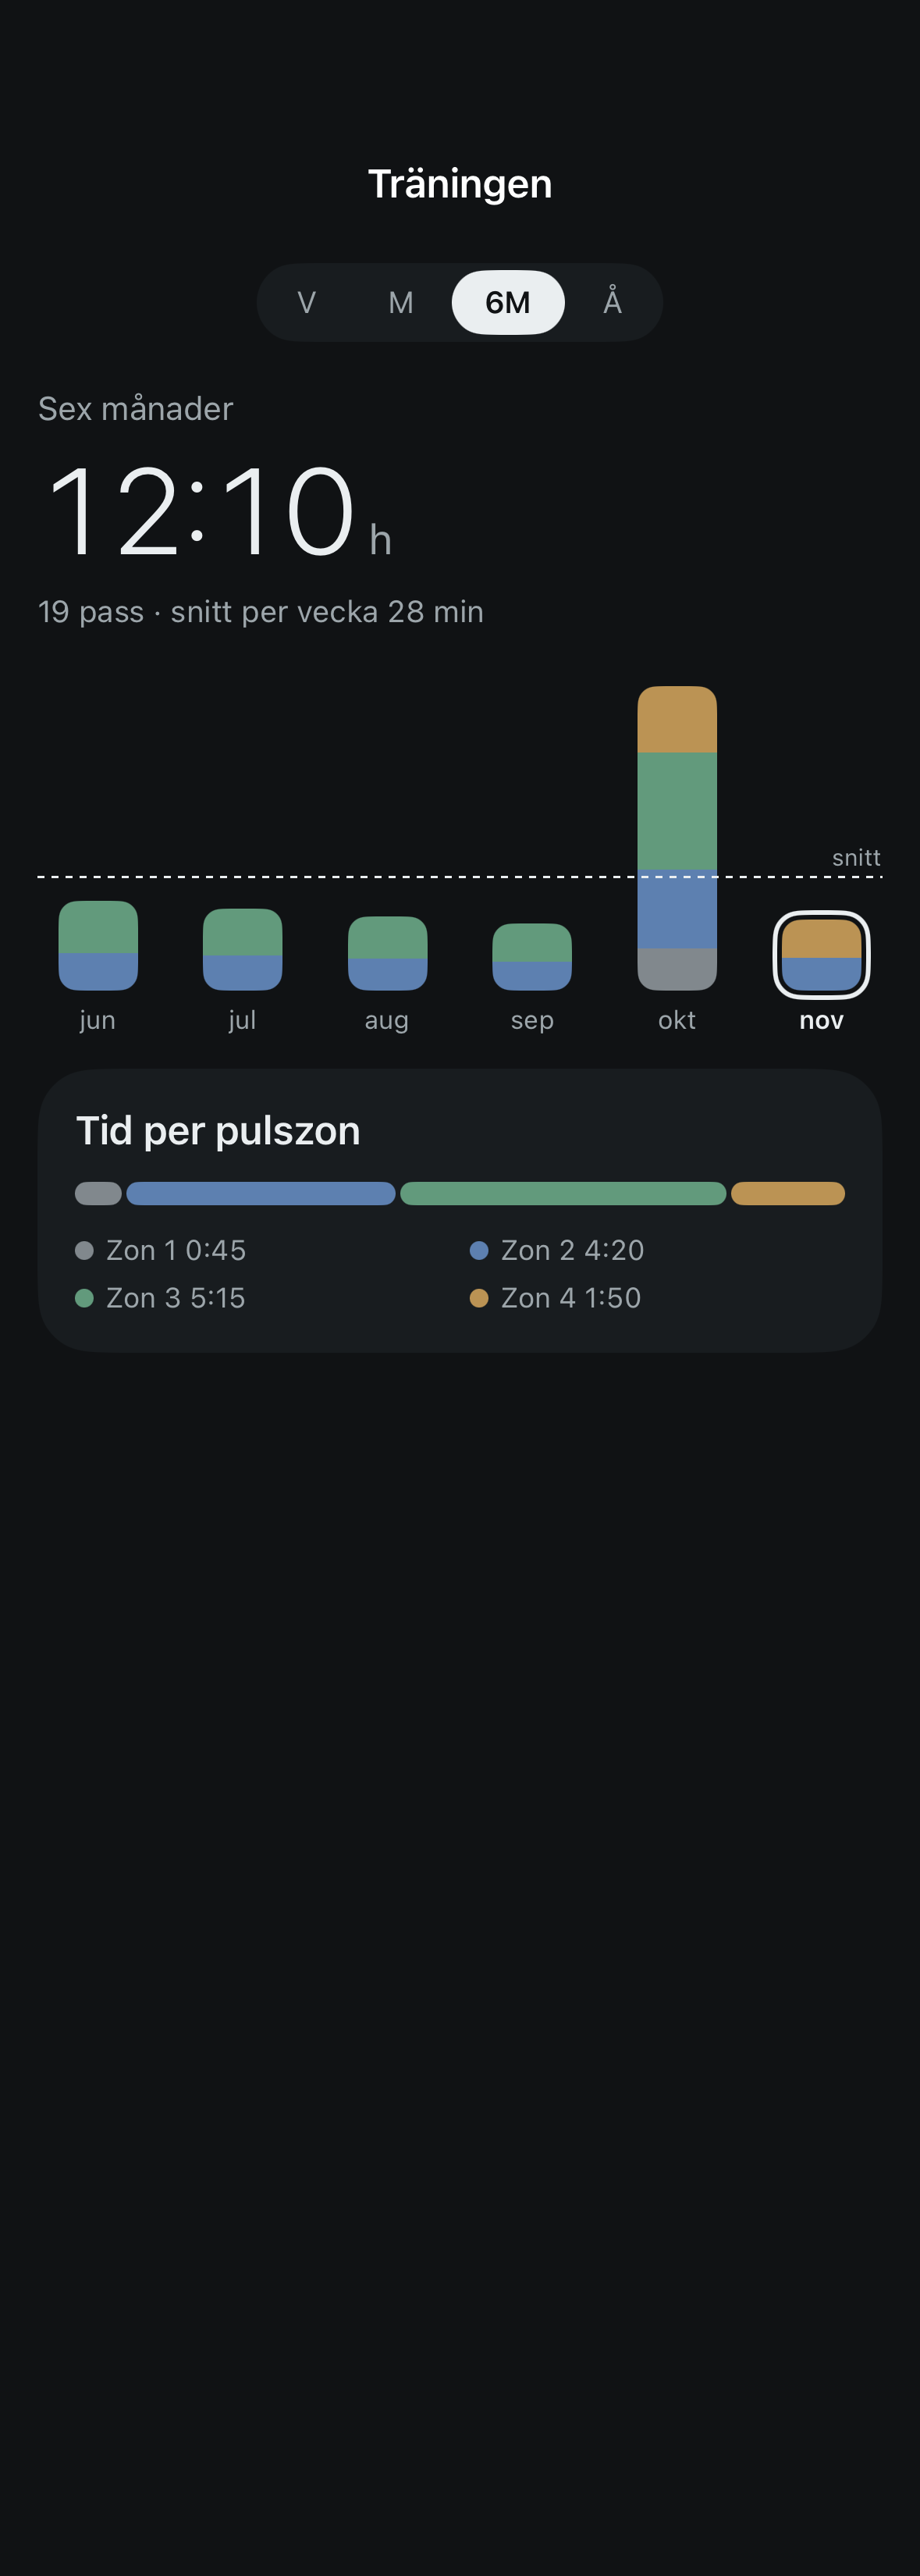 Träningen
V M 6M Å
Sex månader
12:10 h
19 pass · snitt per vecka 28 min
snitt
jun jul aug sep okt nov
Tid per pulszon
Zon 1 0:45 Zon 2 4:20
Zon 3 5:15 Zon 4 1:50